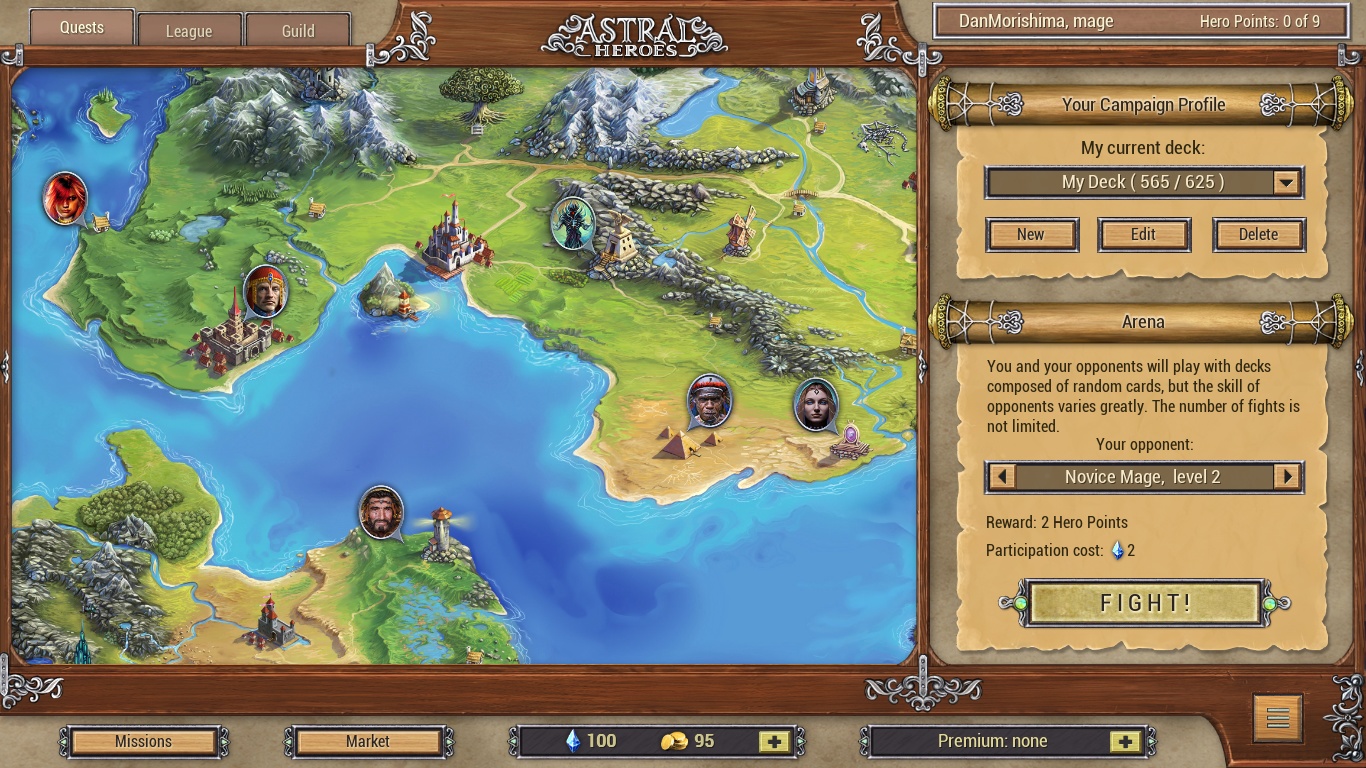 Quests
League
Guild
ASTRAL
HEROES
DanMorishima, mage
Hero Points: 0 of 9
Your Campaign Profile
My current deck:
My Deck ( 565 / 625 )
New
Edit
Delete
Arena
You and your opponents will play with decks
composed of random cards, but the skill of
opponents varies greatly. The number of fights is
not limited.
Your opponent:
Novice Mage, level 2
Reward: 2 Hero Points
Participation cost: 2
FIGHT!
Missions
Market
100
95
Premium: none